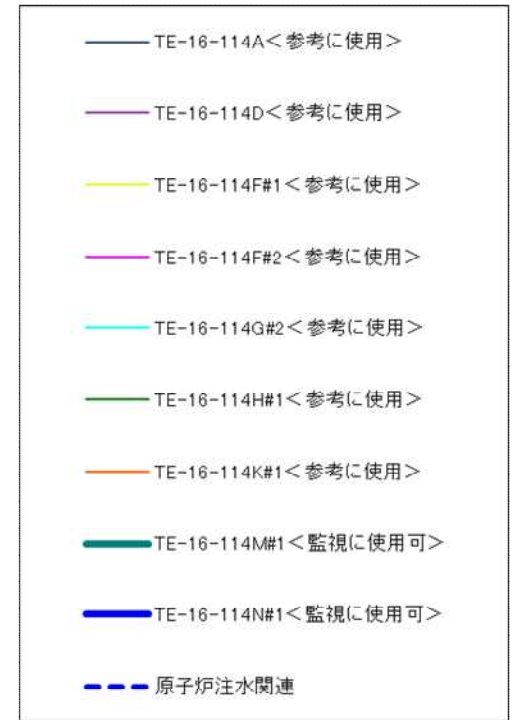 TE-16-114A＜参考に使用＞
TE-16-114D＜参考に使用＞
TE-16-114F#1＜参考に使用＞
TE-16-114F#2＜参考に使用＞
TE-16-114G#2＜参考に使用＞
TE-16-114H#1＜参考に使用＞
TE-16-114K#1＜参考に使用＞
TE-16-114M#1＜監視に使用可＞
TE-16-114N#1＜監視に使用可＞
原子炉注水関連